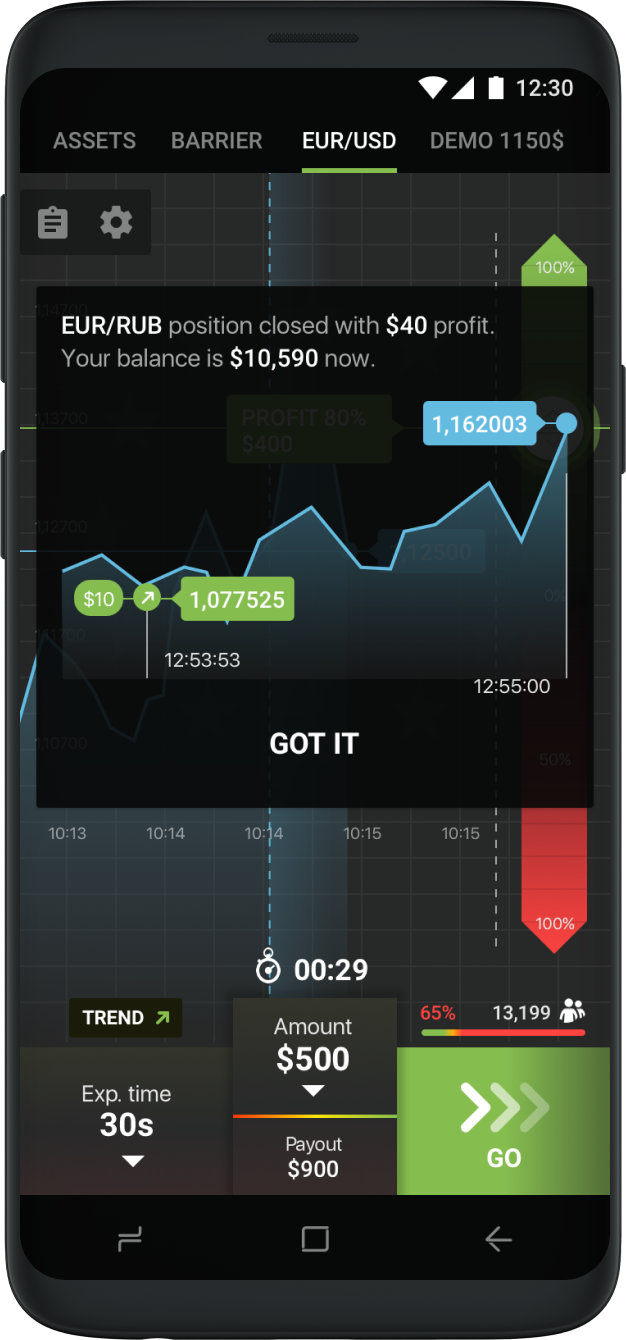 12:30
ASSETS BARRIER EUR/USD DEMO 1150$
100%
1,14700
EUR/RUB position closed with $40 profit.
Your balance is $10,590 now.
1,13700
PROFIT 80%
$400
1,162003
1,12700
12500
$10
1,077525
0%
1,11700
12:53:53
12:55:00
GOT IT
1,10700
50%
10:13 10:14 10:14 10:15 10:15
100%
00:29
TREND
65% 13,199
Amount
$500
Exp. time
30s
Payout
$900
GO